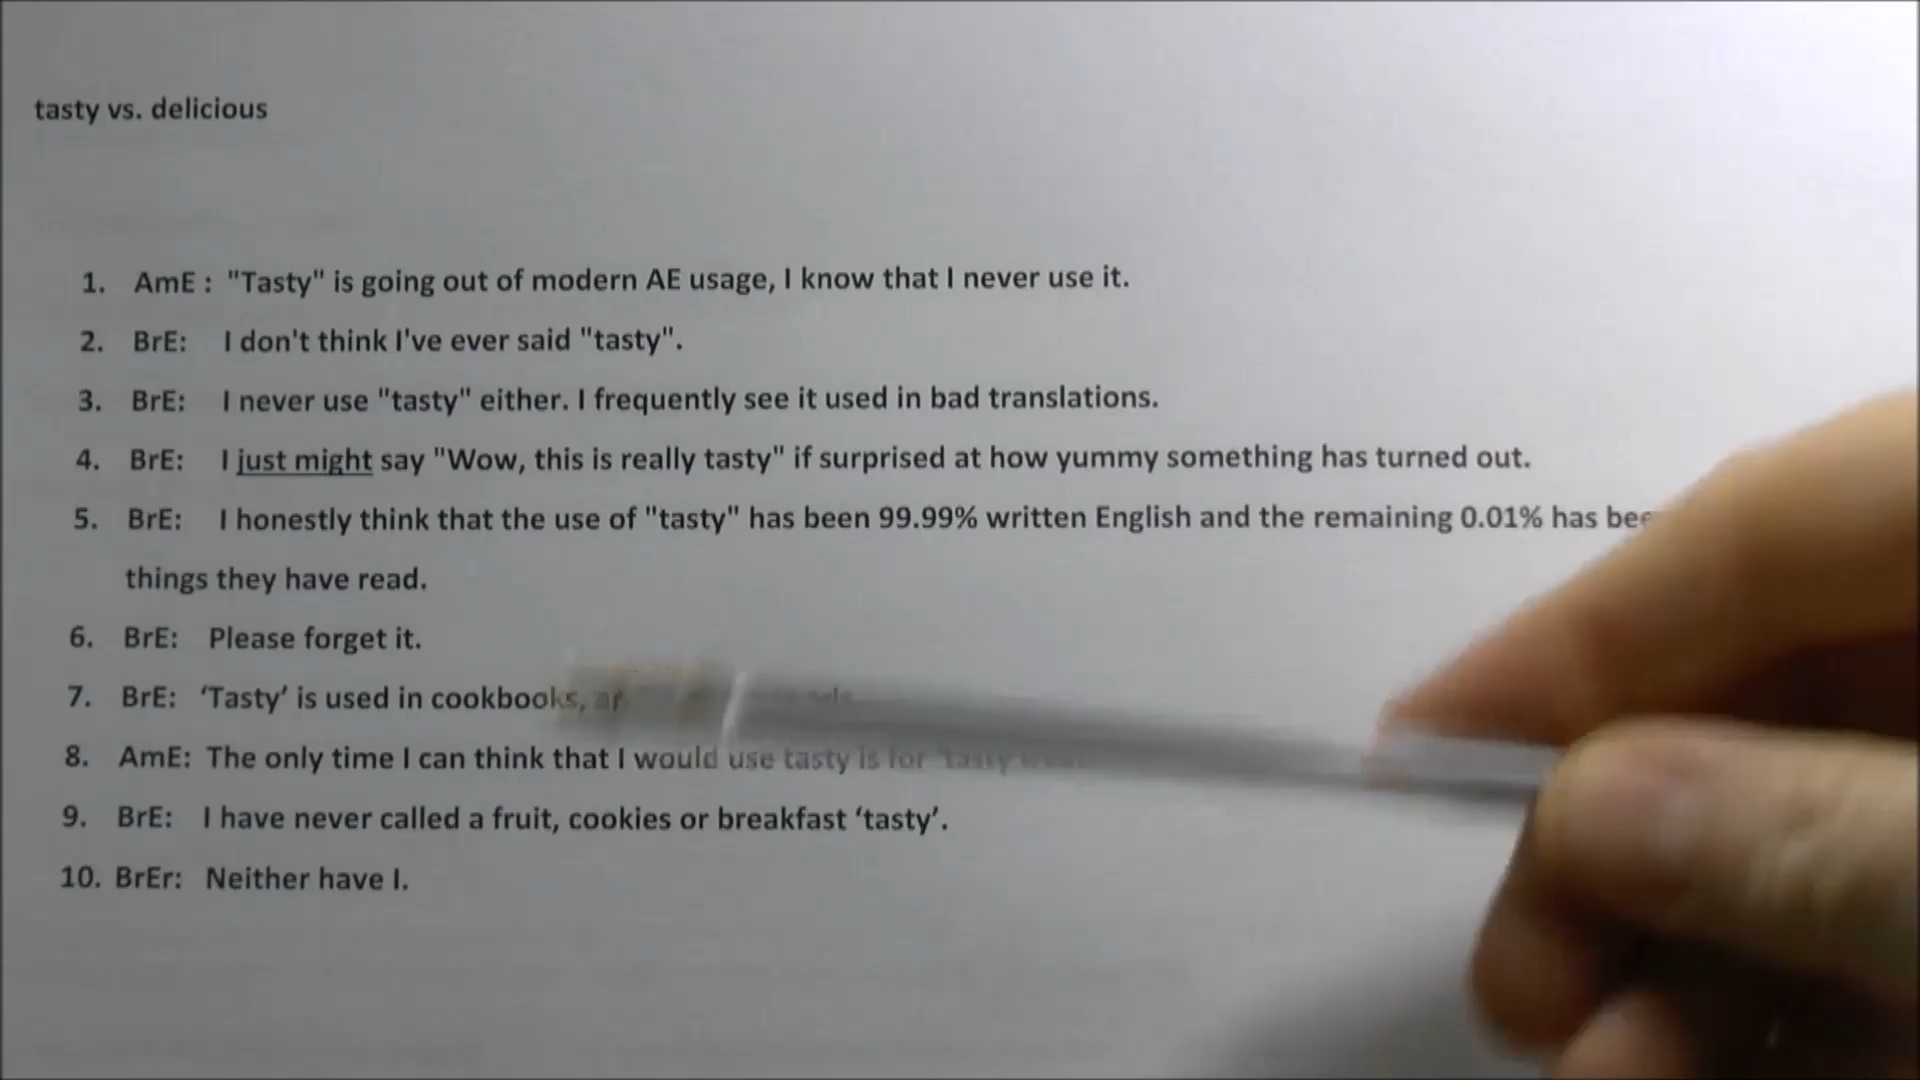 tasty vs. delicious
1. AmE : "Tasty" is going out of modern AE usage, I know that I never use it.
2. BrE: I don't think I've ever said "tasty".
3. BrE: I never use "tasty" either. I frequently see it used in bad translations.
4. BrE: I just might say "Wow, this is really tasty" if surprised at how yummy something has turned out.
5. BrE: I honestly think that the use of "tasty" has been 99.99% written English and the remaining 0.01% has
things they have read.
6. BrE: Please forget it.
7. BrE: ‘Tasty’ is used in cookbooks,
8. AmE: The only time I can think that I would use tasty is for 'tasty
9. BrE: I have never called a fruit, cookies or breakfast ‘tasty’.
10. BrEr: Neither have I.